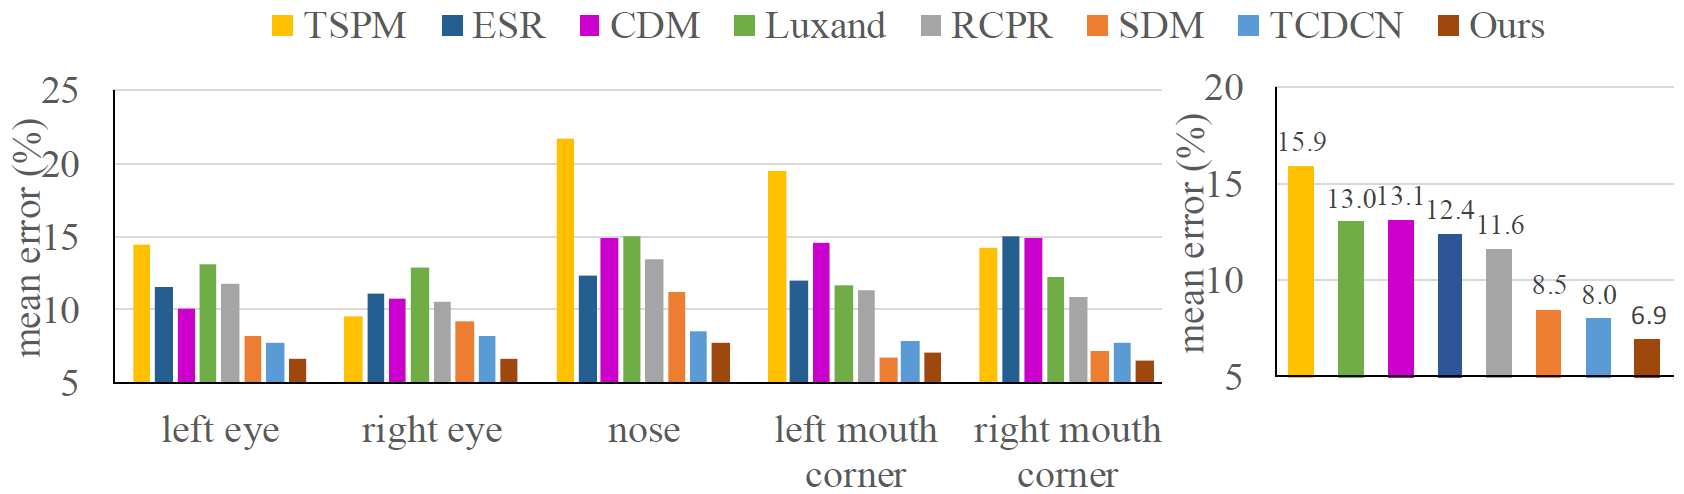 TSPM ESR CDM Luxand RCPR SDM TCDCN Ours
mean error (%)
25
20
15
10
5
left eye
right eye
nose
left mouth corner
right mouth corner
mean error (%)
20
15
10
5
15.9
13.0
13.1
12.4
11.6
8.5
8.0
6.9